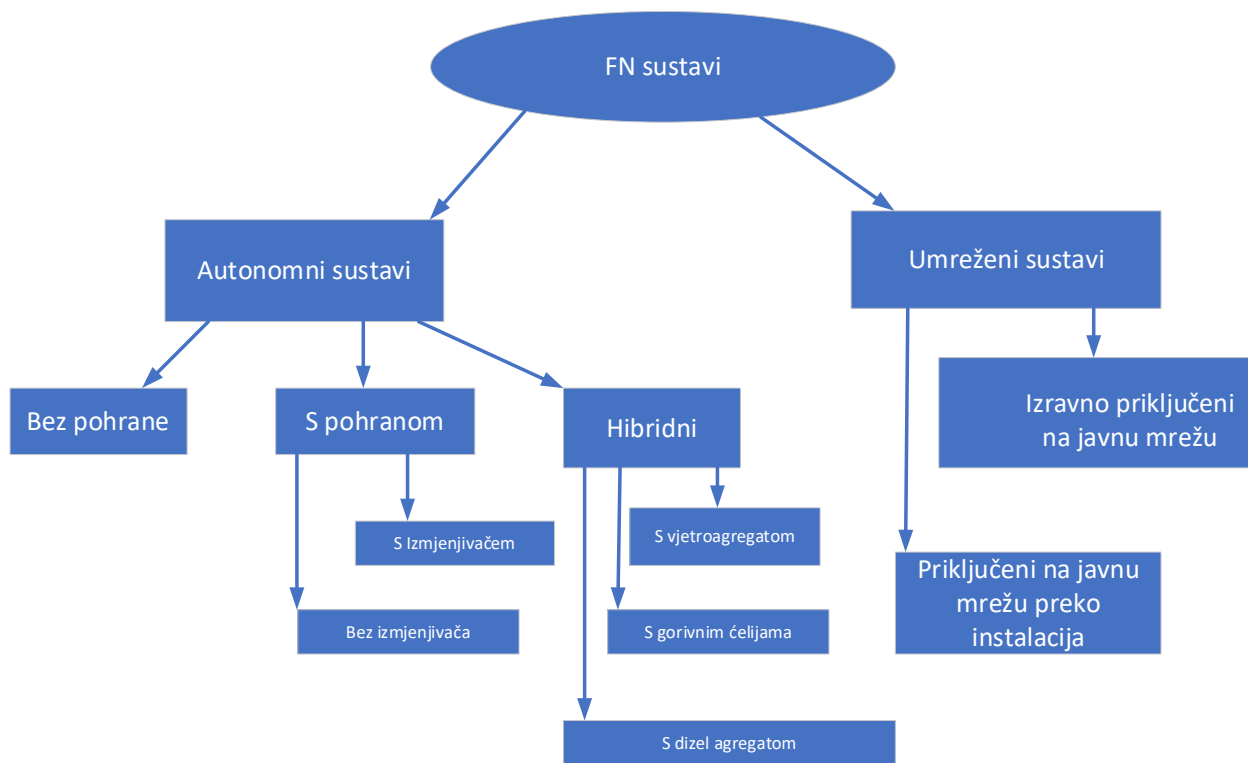 FN sustavi
Autonomni sustavi
Umreženi sustavi
Bez pohrane
S pohranom
Hibridni
Izravno priključeni
na javnu mrežu
S Izmjenjivačem
S vjetroagregatom
Priključeni na javnu
mrežu preko
instalacija
Bez izmjenjivača
S gorivnim ćelijama
S dizel agregatom